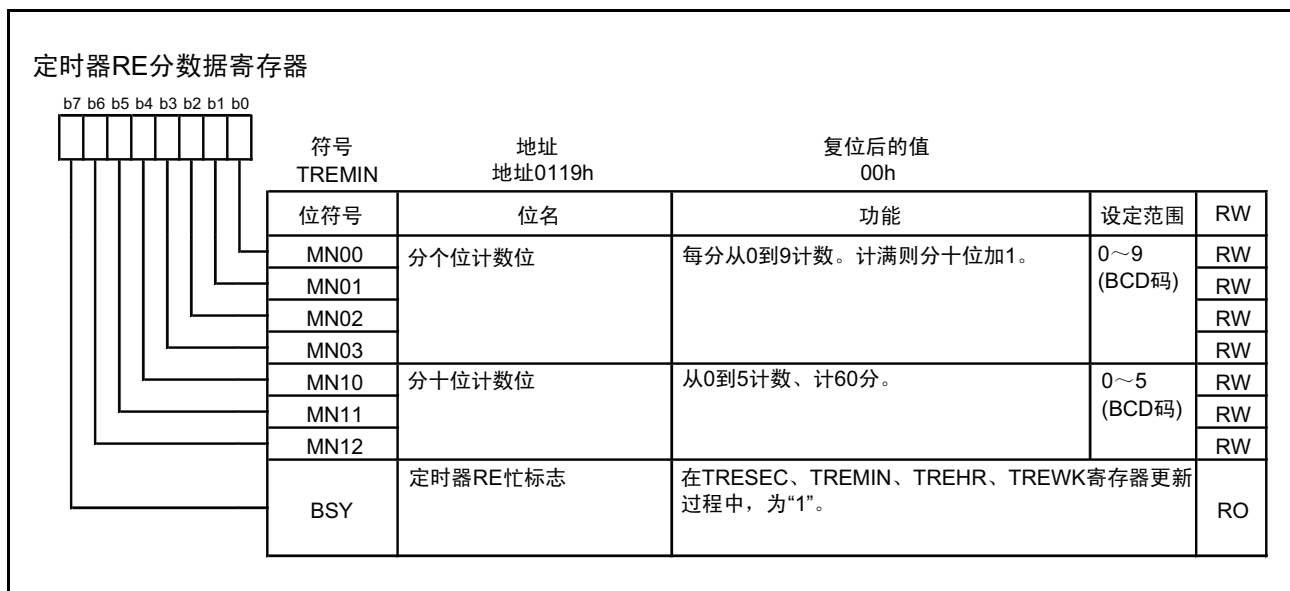 定时器RE分数据寄存器
b7 b6 b5 b4 b3 b2 b1 b0
符号 地址 复位后的值
TREMIN 地址0119h 00h
位符号 位名 功能 设定范围 RW
MN00 分个位计数位 每分从0到9计数。计满则分十位加1。 0～9 RW
MN01 (BCD码) RW
MN02 RW
MN03 RW
MN10 分十位计数位 从0到5计数、计60分。 0～5 RW
MN11 (BCD码) RW
MN12 RW
定时器RE忙标志 在TRESEC、TREMIN、TREHR、TREWK寄存器更新
过程中，为“1”。
BSY RO